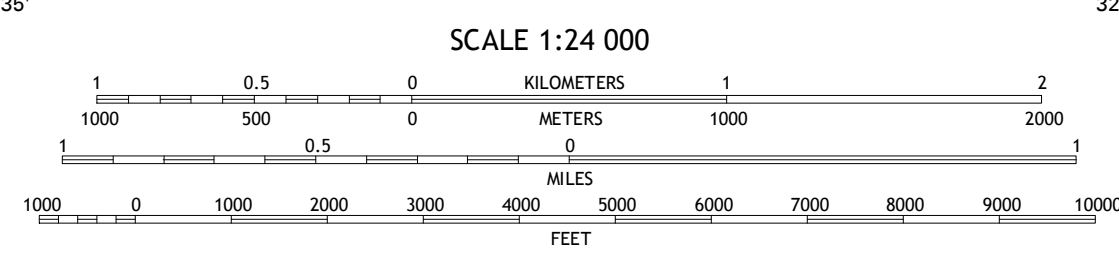 35' 32
SCALE 1:24 000
1 0.5 0 KILOMETERS 1 2
1000 500 0 METERS 1000 2000
1 0.5 0 1
MILES
1000 0 1000 2000 3000 4000 5000 6000 7000 8000 9000 10000
FEET